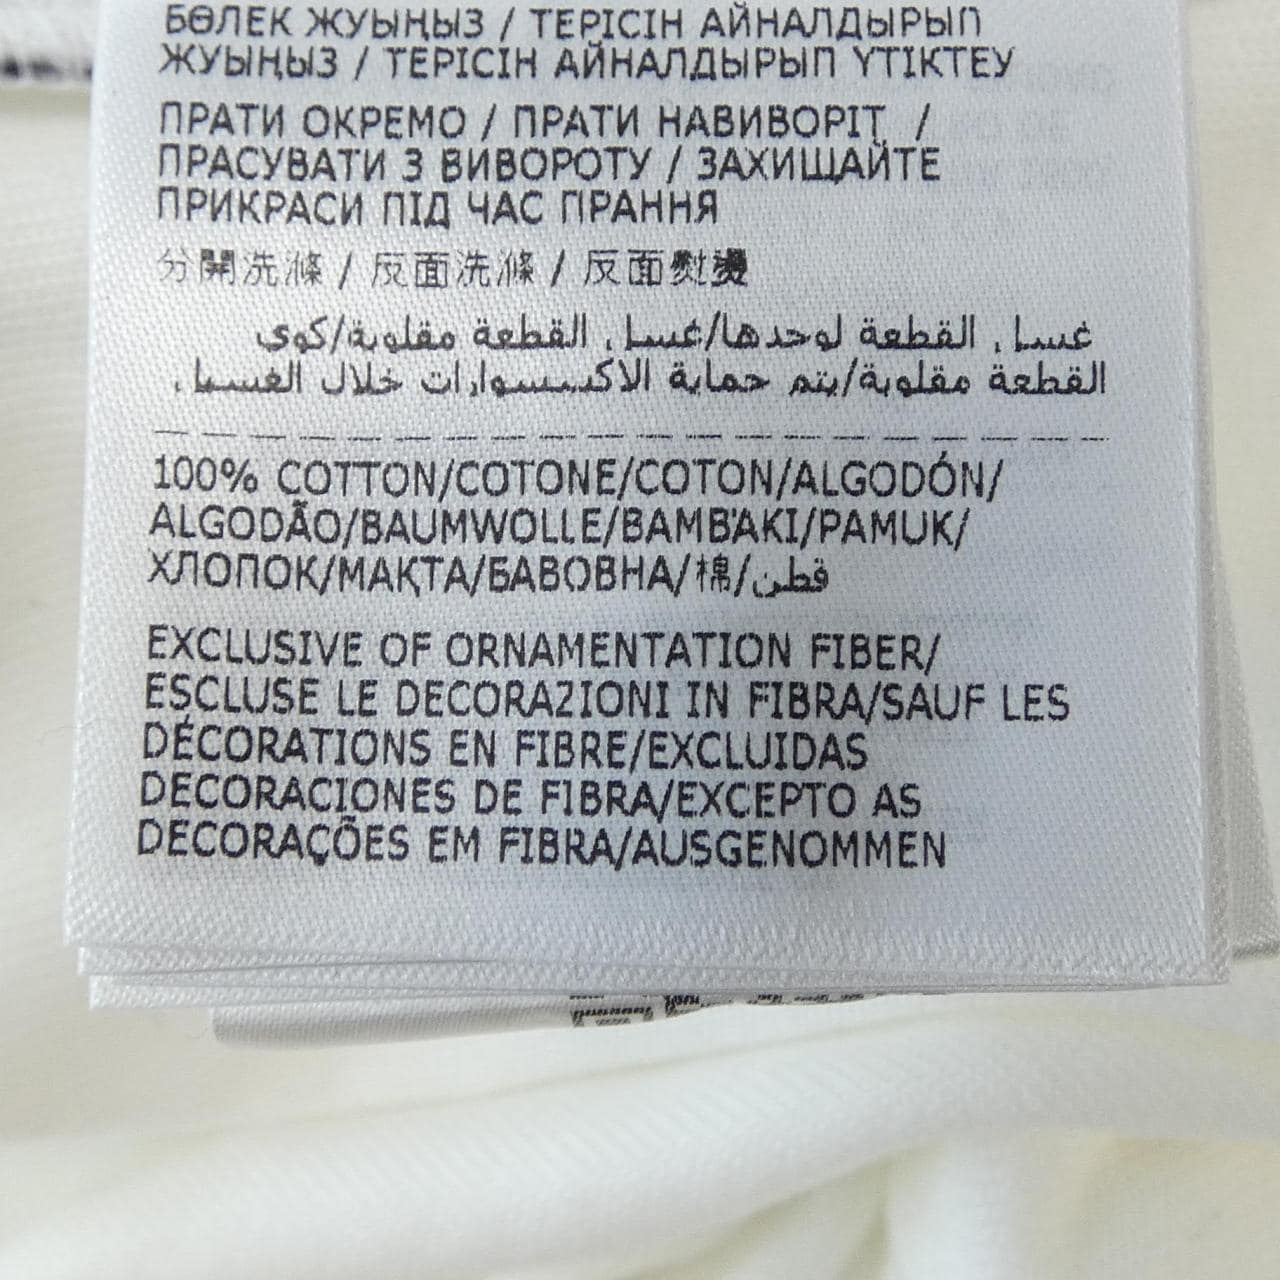 БӨЛЕК ЖУЫҢЫЗ / ТЕРІСІН АЙНАЛДЫРЫП
ЖУЫҢЫЗ / ТЕРІСІН АЙНАЛДЫРЫП ҮТІКТЕУ
ПРАТИ ОКРЕМО / ПРАТИ НАВИВОРІТ /
ПРАСУВАТИ З ВИВОРОТУ / ЗАХИЩАЙТЕ
ПРИКРАСИ ПІД ЧАС ПРАННЯ
分開洗滌 / 反面洗滌 / 反面熨燙
غسل القطعة لوحدها/غسل القطعة مقلوبة/كوي
القطعة مقلوبة/يتم حماية الاكسسوارات خلال الغسيل.
100% COTTON/COTONE/COTON/ALGODÓN/
ALGODÃO/BAUMWOLLE/BAMBAKI/PAMUK/
ХЛОПОК/МАҚТА/БАВОВНА/棉/قطن
EXCLUSIVE OF ORNAMENTATION FIBER/
ESCLUSE LE DECORAZIONI IN FIBRA/SAUF LES
DÉCORATIONS EN FIBRE/EXCLUIDAS
DECORACIONES DE FIBRA/EXCEPTO AS
DECORAÇÕES EM FIBRA/AUSGENOMMEN